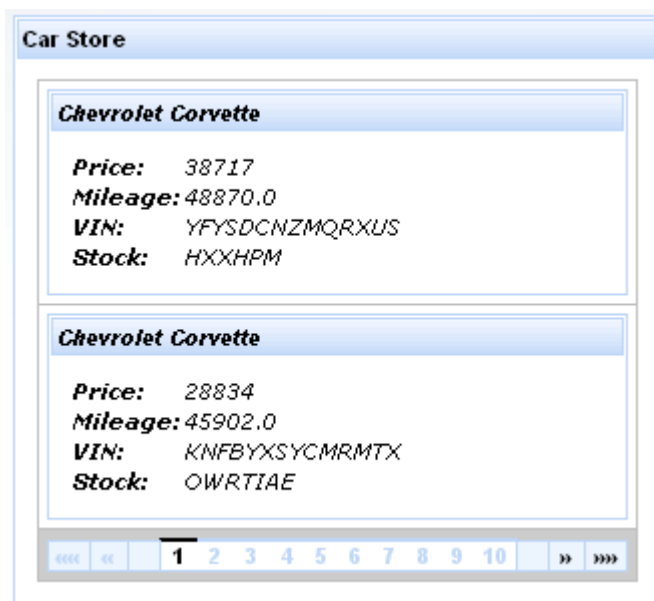 Car Store
Chevrolet Corvette
Price: 38717
Mileage: 48870.0
VIN: YFYSDCNZMQRXUS
Stock: HXXHPM
Chevrolet Corvette
Price: 28834
Mileage: 45902.0
VIN: KNFBYXSYCMRMTX
Stock: OWRTIAE
«« « 1 2 3 4 5 6 7 8 9 10 » »»